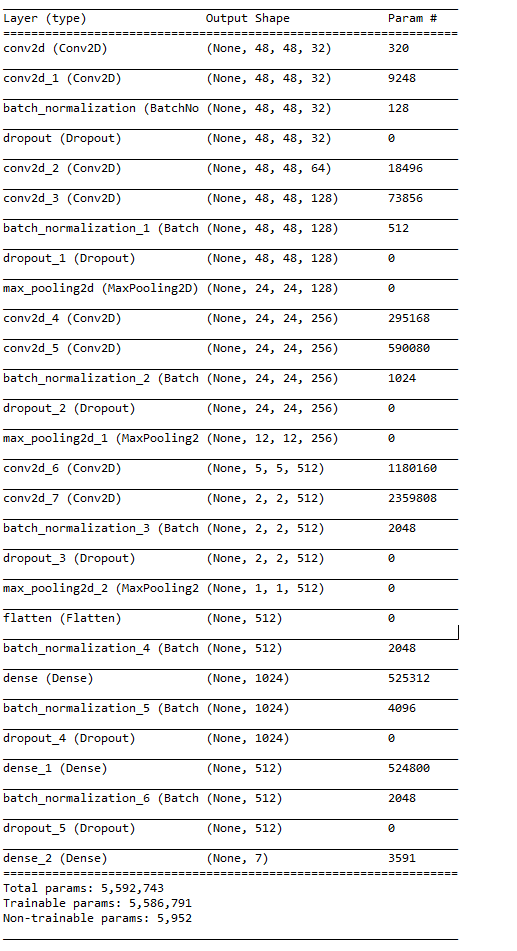 Layer (type) Output Shape Param #
=================================================================
conv2d (Conv2D) (None, 48, 48, 32) 320
conv2d_1 (Conv2D) (None, 48, 48, 32) 9248
batch_normalization (BatchNo (None, 48, 48, 32) 128
dropout (Dropout) (None, 48, 48, 32) 0
conv2d_2 (Conv2D) (None, 48, 48, 64) 18496
conv2d_3 (Conv2D) (None, 48, 48, 128) 73856
batch_normalization_1 (Batch (None, 48, 48, 128) 512
dropout_1 (Dropout) (None, 48, 48, 128) 0
max_pooling2d (MaxPooling2D) (None, 24, 24, 128) 0
conv2d_4 (Conv2D) (None, 24, 24, 256) 295168
conv2d_5 (Conv2D) (None, 24, 24, 256) 590080
batch_normalization_2 (Batch (None, 24, 24, 256) 1024
dropout_2 (Dropout) (None, 24, 24, 256) 0
max_pooling2d_1 (MaxPooling2 (None, 12, 12, 256) 0
conv2d_6 (Conv2D) (None, 5, 5, 512) 1180160
conv2d_7 (Conv2D) (None, 2, 2, 512) 2359808
batch_normalization_3 (Batch (None, 2, 2, 512) 2048
dropout_3 (Dropout) (None, 2, 2, 512) 0
max_pooling2d_2 (MaxPooling2 (None, 1, 1, 512) 0
flatten (Flatten) (None, 512) 0
batch_normalization_4 (Batch (None, 512) 2048
dense (Dense) (None, 1024) 525312
batch_normalization_5 (Batch (None, 1024) 4096
dropout_4 (Dropout) (None, 1024) 0
dense_1 (Dense) (None, 512) 524800
batch_normalization_6 (Batch (None, 512) 2048
dropout_5 (Dropout) (None, 512) 0
dense_2 (Dense) (None, 7) 3591
=================================================================
Total params: 5,592,743
Trainable params: 5,586,791
Non-trainable params: 5,952